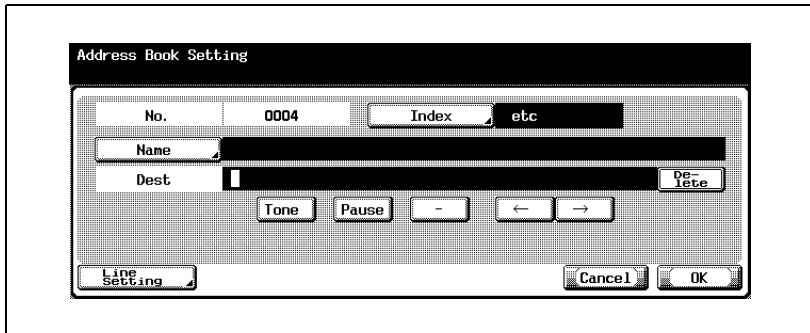 Address Book Setting
No. 0004 Index etc
Name
Dest De-
lete
Tone Pause - ← →
Line
Setting Cancel OK